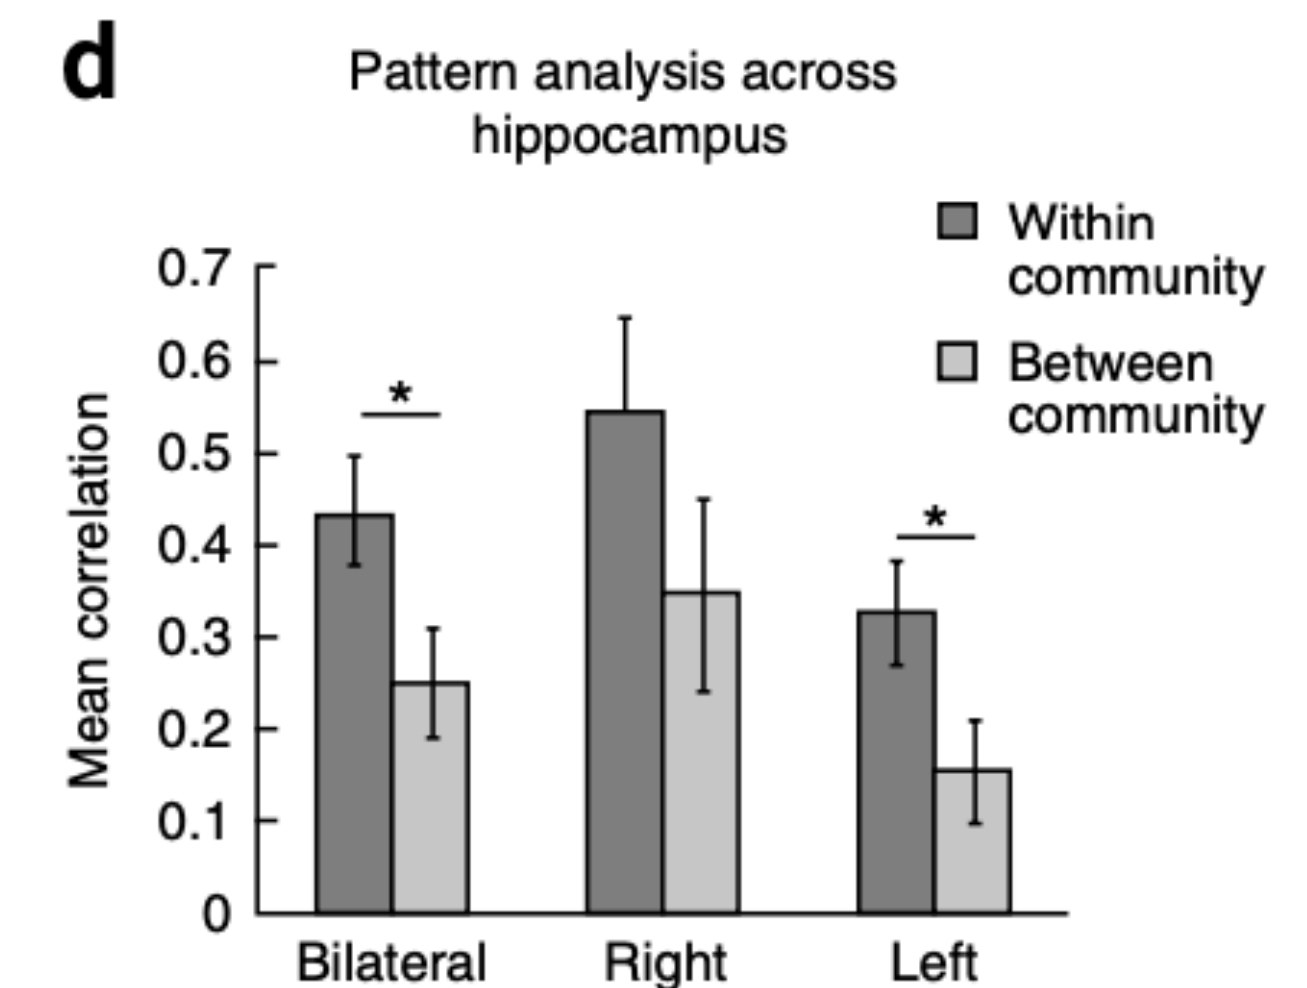 d
Pattern analysis across
hippocampus
Within
community
Between
community
Mean correlation
0.7
0.6
0.5
0.4
0.3
0.2
0.1
0
*
*
Bilateral
Right
Left